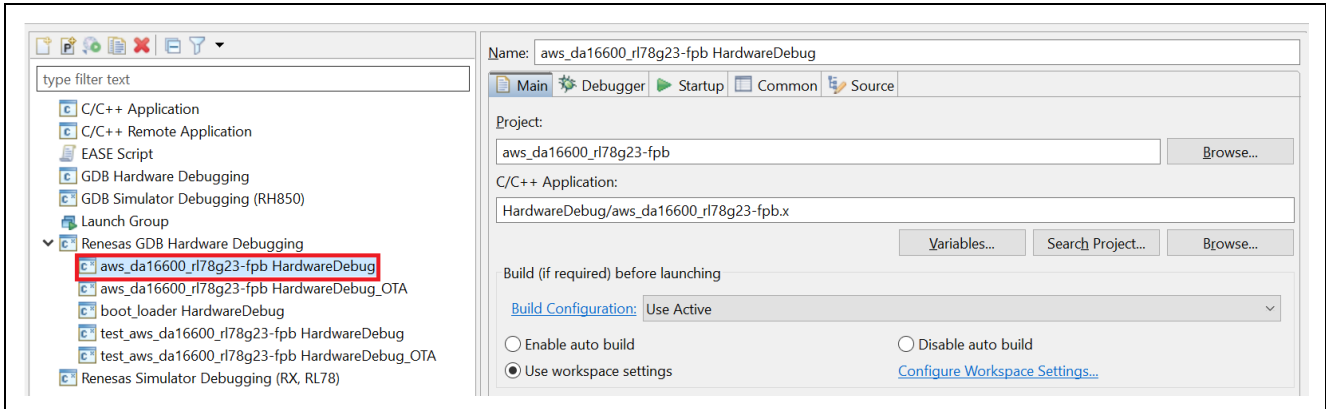 type filter text
C/C++ Application
C/C++ Remote Application
EASE Script
GDB Hardware Debugging
GDB Simulator Debugging (RH850)
Launch Group
Renesas GDB Hardware Debugging
aws_da16600_rl78g23-fpb HardwareDebug
aws_da16600_rl78g23-fpb HardwareDebug_OTA
boot_loader HardwareDebug
test_aws_da16600_rl78g23-fpb HardwareDebug
test_aws_da16600_rl78g23-fpb HardwareDebug_OTA
Renesas Simulator Debugging (RX, RL78)
Name: aws_da16600_rl78g23-fpb HardwareDebug
Main Debugger Startup Common Source
Project:
aws_da16600_rl78g23-fpb Browse...
C/C++ Application:
HardwareDebug/aws_da16600_rl78g23-fpb.x
Variables... Search Project... Browse...
Build (if required) before launching
Build Configuration: Use Active
Enable auto build Disable auto build
Use workspace settings Configure Workspace Settings...